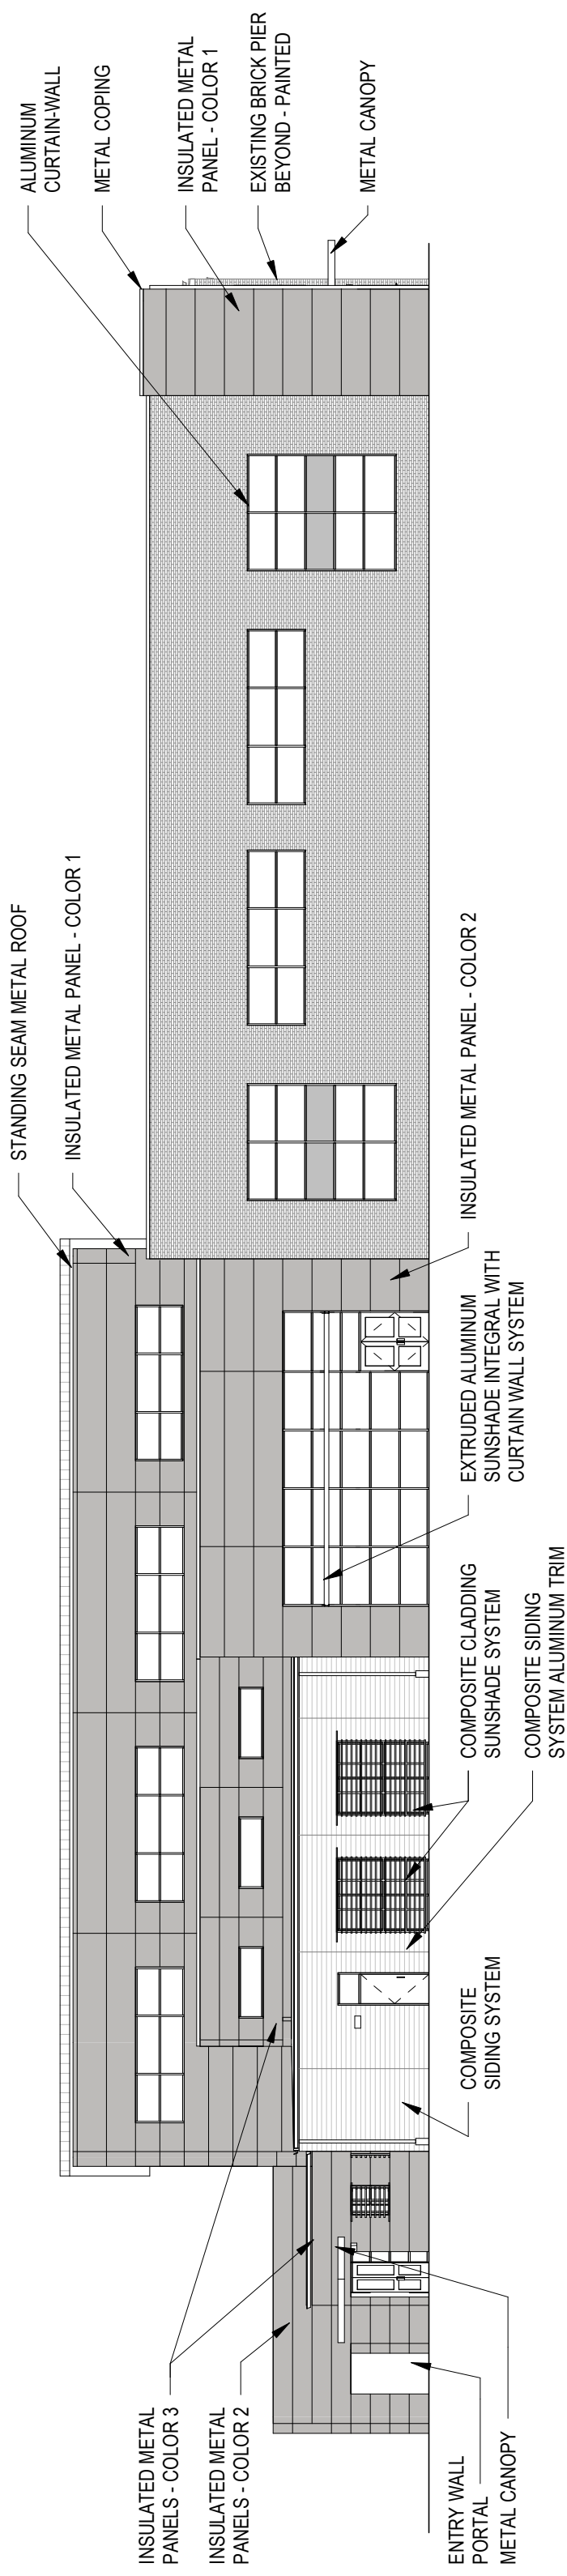 INSULATED METAL
PANELS - COLOR 3
INSULATED METAL
PANELS - COLOR 2
ENTRY WALL
PORTAL
METAL CANOPY
STANDING SEAM METAL ROOF
INSULATED METAL PANEL - COLOR 1
COMPOSITE
SIDING SYSTEM
COMPOSITE CLADDING
SUNSHADE SYSTEM
COMPOSITE SIDING
SYSTEM ALUMINUM TRIM
EXTRUDED ALUMINUM
SUNSHADE INTEGRAL WITH
CURTAIN WALL SYSTEM
INSULATED METAL PANEL - COLOR 2
ALUMINUM
CURTAIN-WALL
METAL COPING
INSULATED METAL
PANEL - COLOR 1
EXISTING BRICK PIER
BEYOND - PAINTED
METAL CANOPY